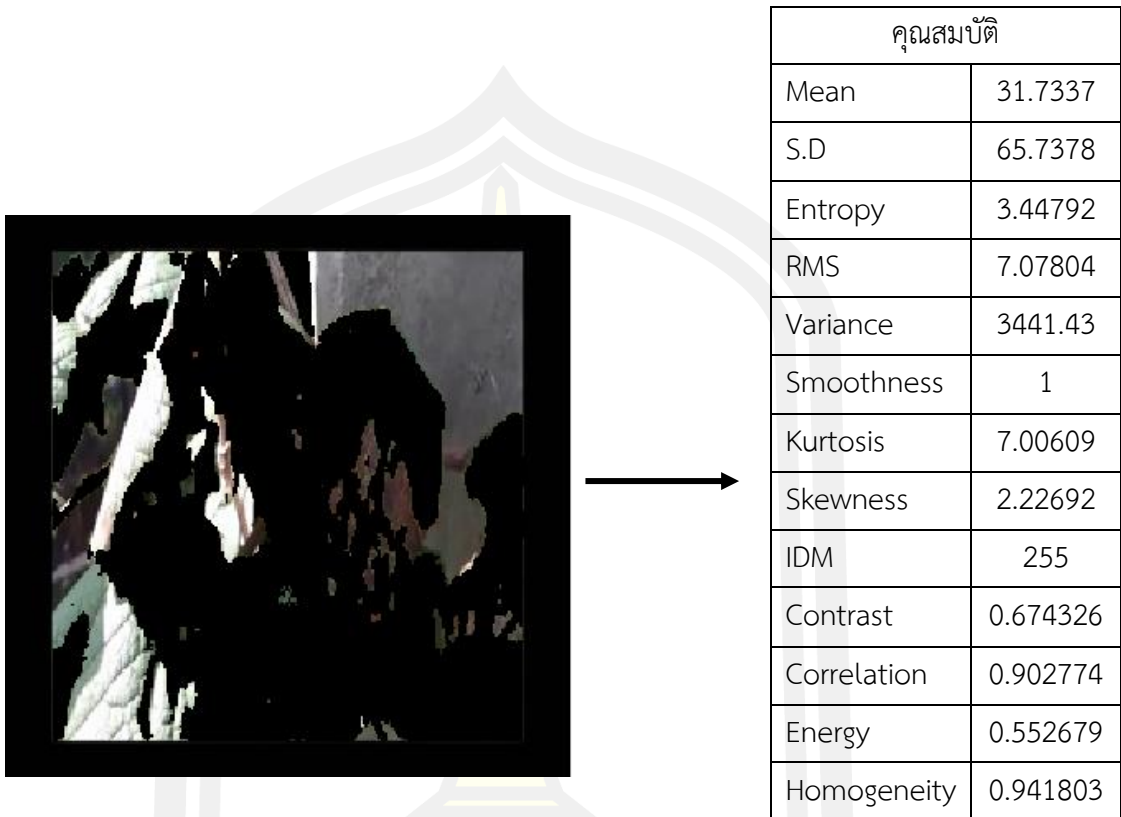 คุณสมบัติ
Mean 31.7337
S.D 65.7378
Entropy 3.44792
RMS 7.07804
Variance 3441.43
Smoothness 1
Kurtosis 7.00609
Skewness 2.22692
IDM 255
Contrast 0.674326
Correlation 0.902774
Energy 0.552679
Homogeneity 0.941803